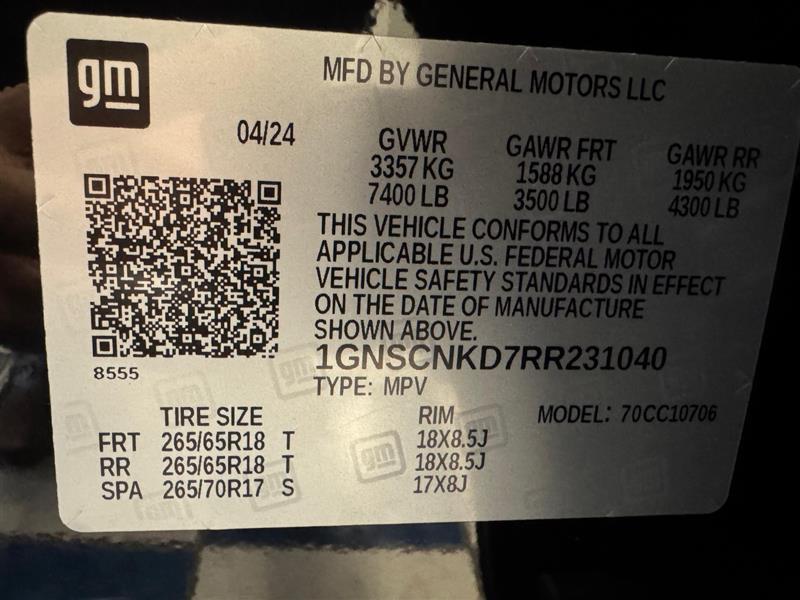 gm
MFD BY GENERAL MOTORS LLC
04/24
GVWR GAWR FRT GAWR RR
3357 KG 1588 KG 1950 KG
7400 LB 3500 LB 4300 LB
THIS VEHICLE CONFORMS TO ALL
APPLICABLE U.S. FEDERAL MOTOR
VEHICLE SAFETY STANDARDS IN EFFECT
ON THE DATE OF MANUFACTURE
SHOWN ABOVE.
8555
1GNSCNKD7RR231040
TYPE: MPV
TIRE SIZE RIM MODEL: 70CC10706
FRT 265/65R18 T 18X8.5J
RR 265/65R18 T 18X8.5J
SPA 265/70R17 S 17X8J